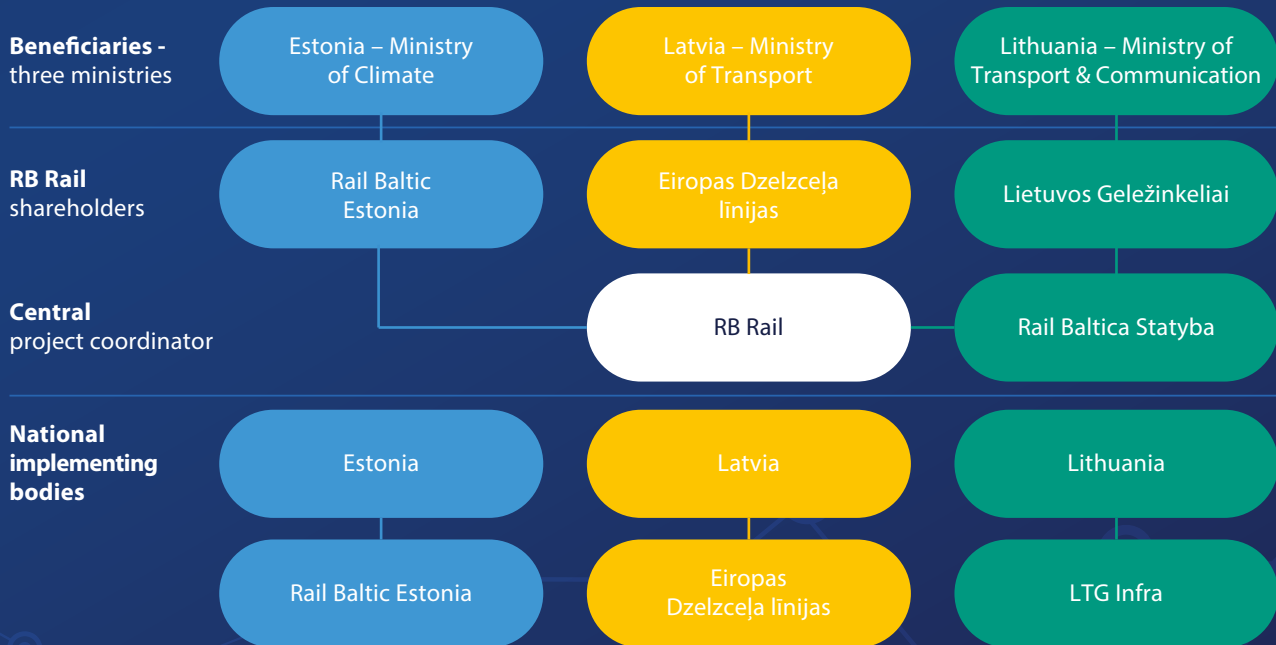 Beneficiaries -
three ministries
Estonia – Ministry
of Climate
Latvia – Ministry
of Transport
Lithuania – Ministry of
Transport & Communication
RB Rail
shareholders
Rail Baltic
Estonia
Eiropas Dzelzceļa
līnijas
Lietuvos Geležinkeliai
Central
project coordinator
RB Rail
Rail Baltica Statyba
National
implementing
bodies
Estonia
Latvia
Lithuania
Rail Baltic Estonia
Eiropas
Dzelzceļa līnijas
LTG Infra